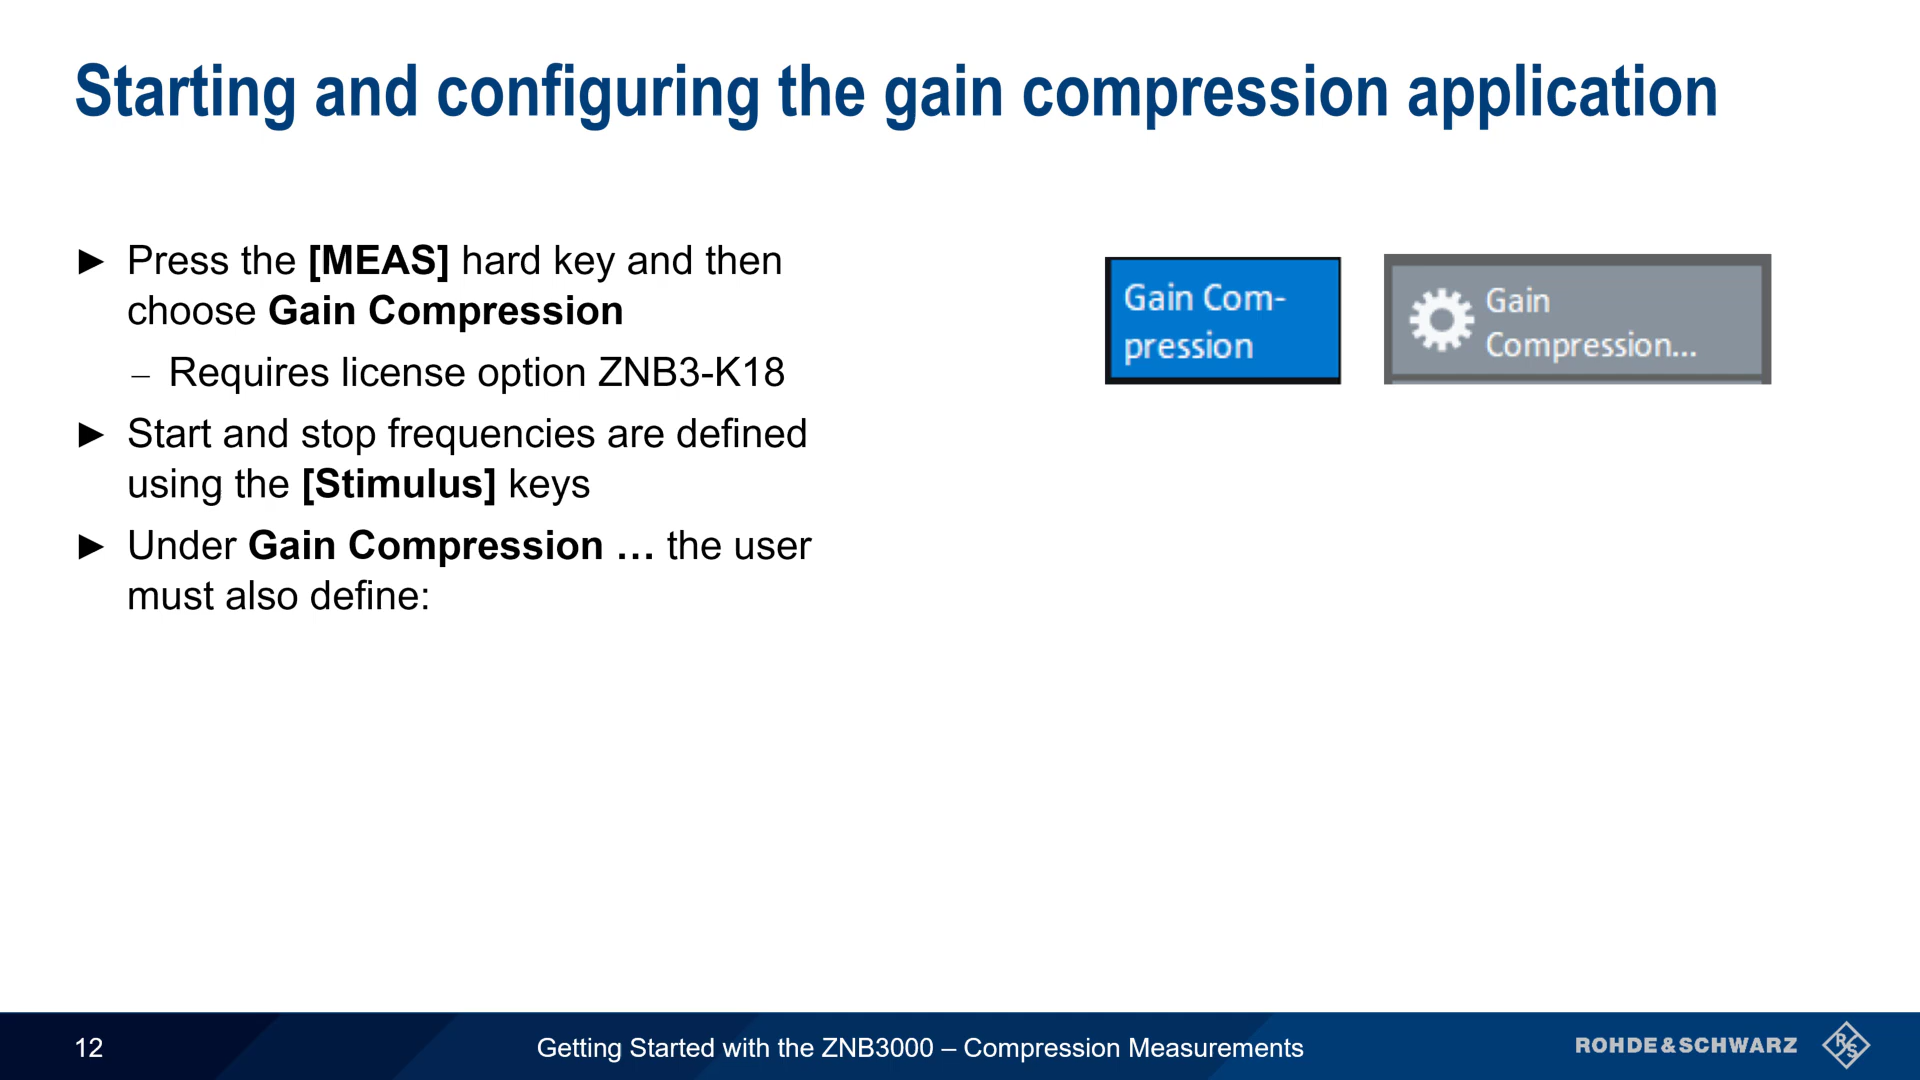 Starting and configuring the gain compression application
► Press the [MEAS] hard key and then
choose Gain Compression
– Requires license option ZNB3-K18
► Start and stop frequencies are defined
using the [Stimulus] keys
► Under Gain Compression … the user
must also define:
Gain Com-
pression
Gain
Compression...
12
Getting Started with the ZNB3000 – Compression Measurements
ROHDE&SCHWARZ
R&S